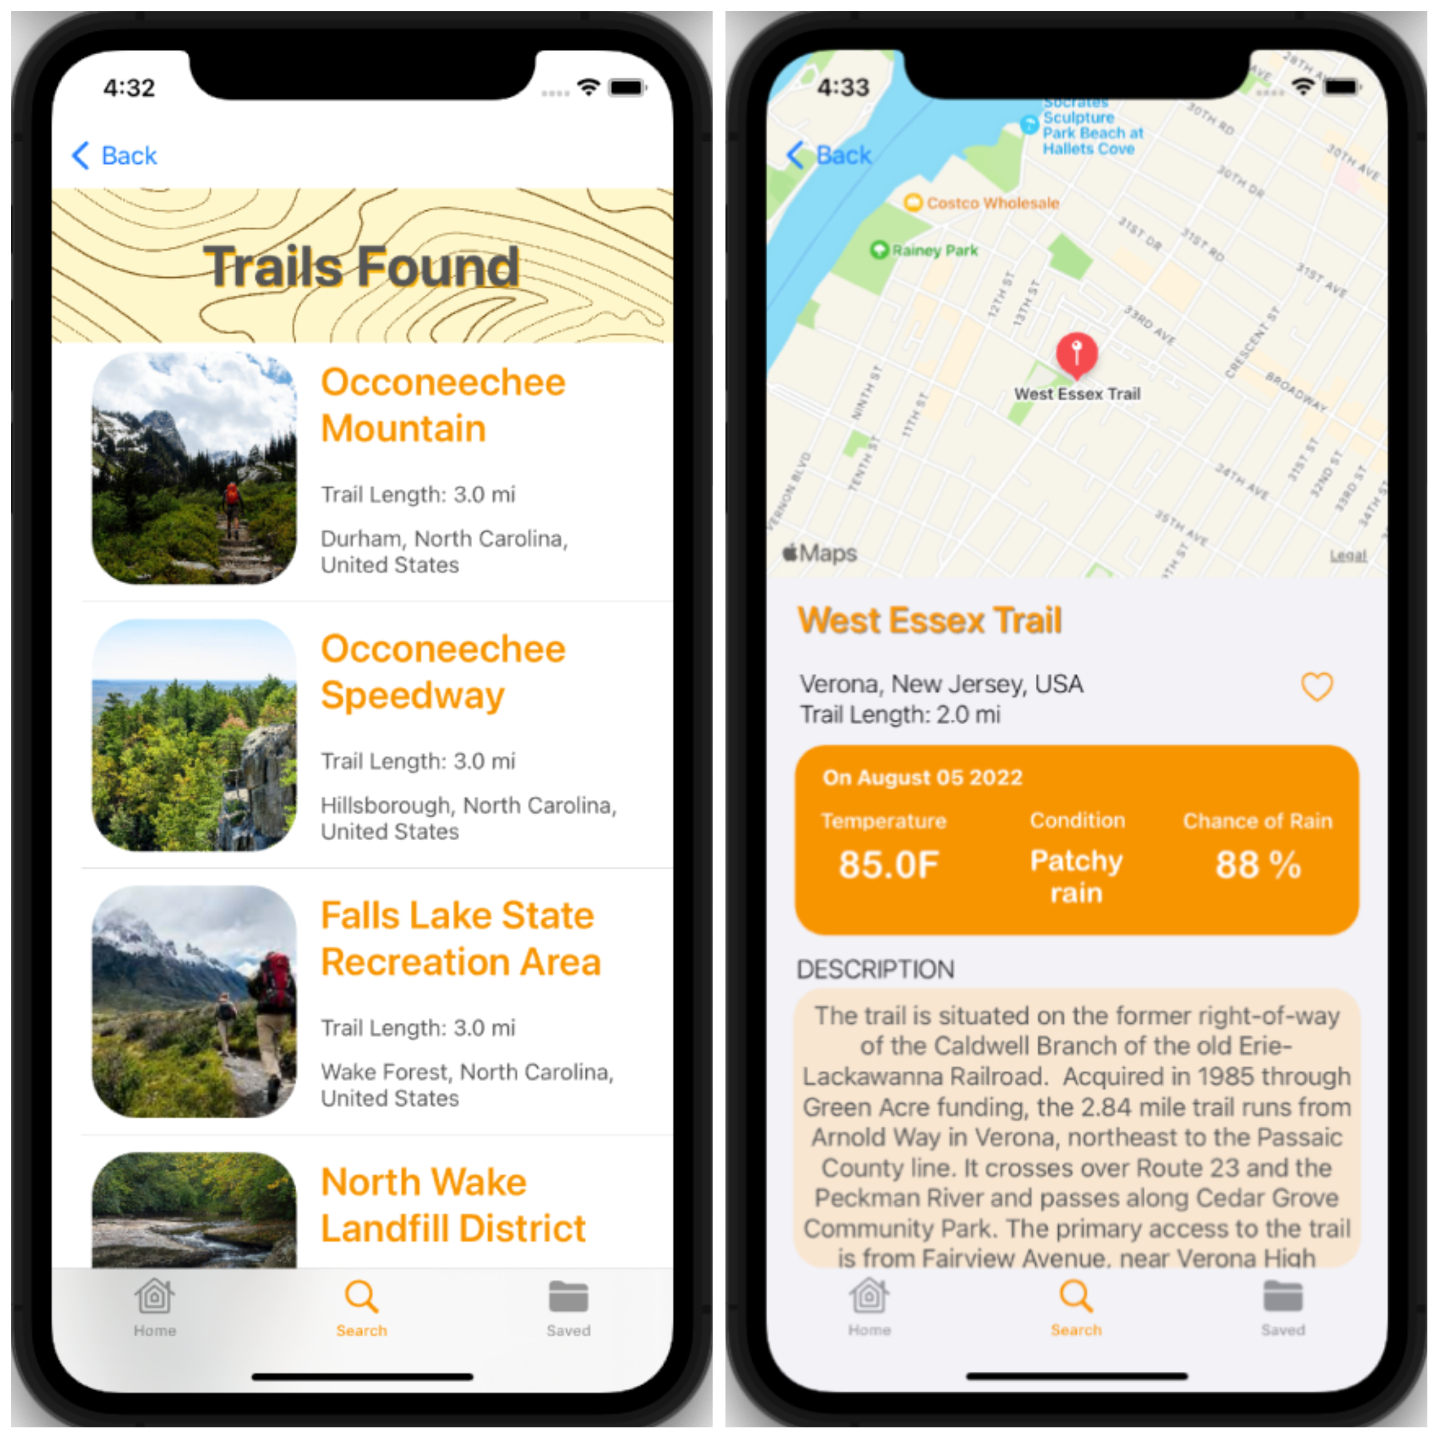 4:32
Back
Trails Found
Occoneechee
Mountain
Trail Length: 3.0 mi
Durham, North Carolina,
United States
Occoneechee
Speedway
Trail Length: 3.0 mi
Hillsborough, North Carolina,
United States
Falls Lake State
Recreation Area
Trail Length: 3.0 mi
Wake Forest, North Carolina,
United States
North Wake
Landfill District
Home
Search
Saved
4:33
Back
Socrates
Sculpture
Park Beach at
Hallets Cove
28TH
AVE
30TH RD
30TH AVE
30TH DR
Costco Wholesale
Rainey Park
31ST DR
31ST RD
31ST AVE
12TH ST
13TH ST
33RD AVE
CRESCENT ST
BROADWAY
West Essex Trail
NINTH ST
11TH ST
TENTH ST
VERNON BLVD
34TH AVE
31ST ST
32ND ST
33RD ST
34TH ST
35TH AVE
Maps
Legal
West Essex Trail
Verona, New Jersey, USA
Trail Length: 2.0 mi
On August 05 2022
Temperature
85.0F
Condition
Patchy
rain
Chance of Rain
88 %
DESCRIPTION
The trail is situated on the former right-of-way
of the Caldwell Branch of the old Erie-
Lackawanna Railroad.  Acquired in 1985 through
Green Acre funding, the 2.84 mile trail runs from
Arnold Way in Verona, northeast to the Passaic
County line. It crosses over Route 23 and the
Peckman River and passes along Cedar Grove
Community Park. The primary access to the trail
is from Fairview Avenue, near Verona High
Home
Search
Saved